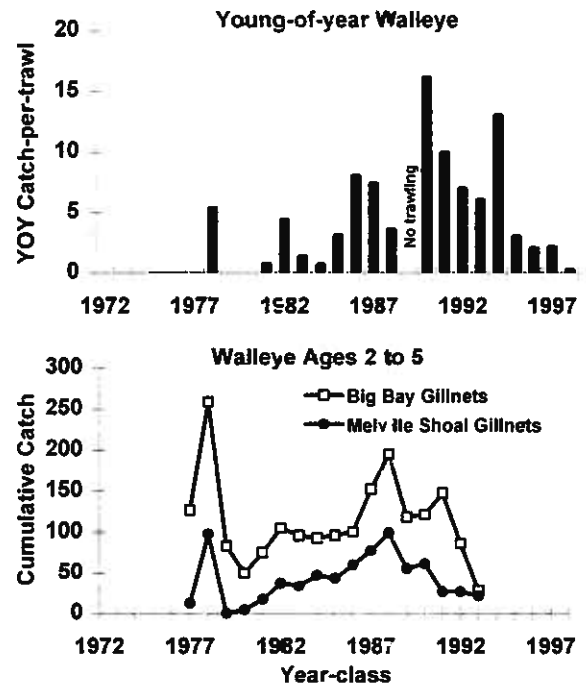 Young-of-year Walleye
YOY Catch-per-trawl
20
15
10
5
0
No trawling
1972 1977 1982 1987 1992 1997
Walleye Ages 2 to 5
Cumulative Catch
300
250
200
150
100
50
0
Big Bay Gillnets
Melville Shoal Gillnets
1972 1977 1982 1987 1992 1997
Year-class